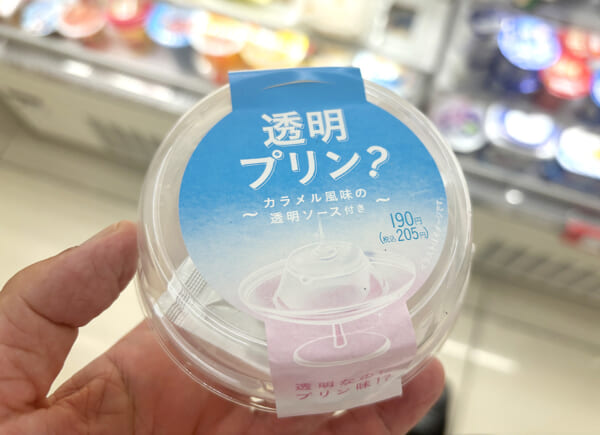 透明
プリン?
カラメル風味の
～透明ソース付き～
190円
(税込205円)
透明なの
プリン味!?